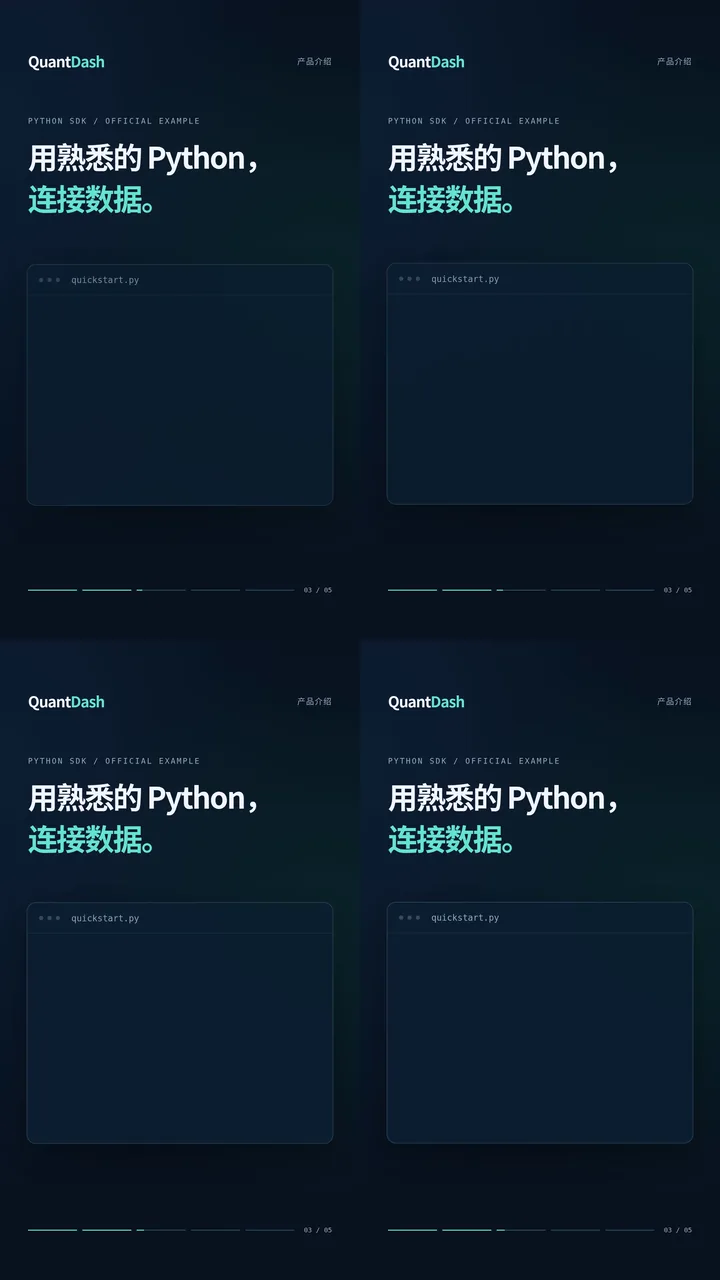 QuantDash
产品介绍
PYTHON SDK / OFFICIAL EXAMPLE
用熟悉的 Python，
连接数据。
quickstart.py
03 / 05
QuantDash
产品介绍
PYTHON SDK / OFFICIAL EXAMPLE
用熟悉的 Python，
连接数据。
quickstart.py
03 / 05
QuantDash
产品介绍
PYTHON SDK / OFFICIAL EXAMPLE
用熟悉的 Python，
连接数据。
quickstart.py
03 / 05
QuantDash
产品介绍
PYTHON SDK / OFFICIAL EXAMPLE
用熟悉的 Python，
连接数据。
quickstart.py
03 / 05